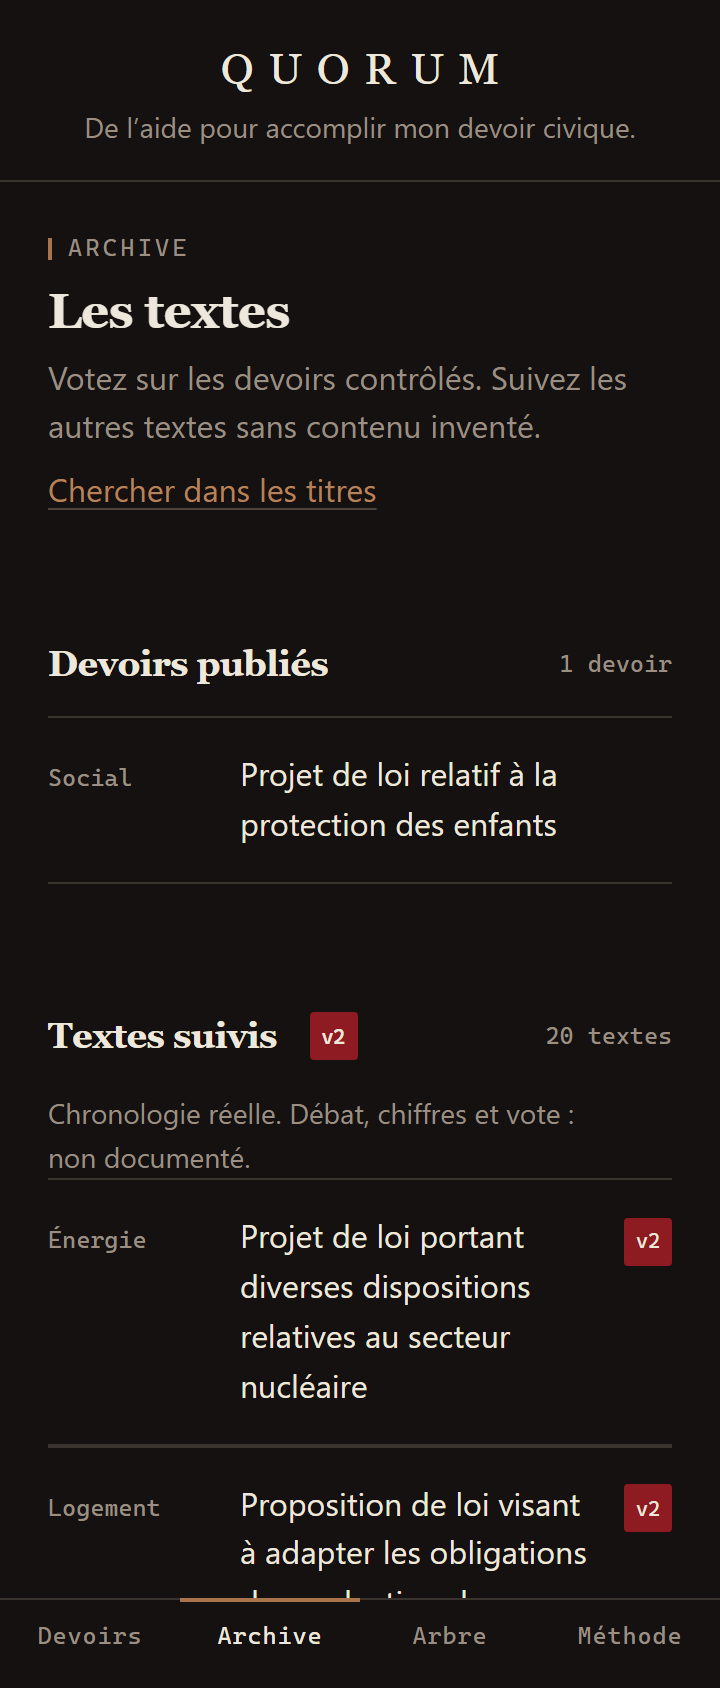 QUORUM
De l’aide pour accomplir mon devoir civique.
ARCHIVE
Les textes
Votez sur les devoirs contrôlés. Suivez les
autres textes sans contenu inventé.
Chercher dans les titres
Devoirs publiés
1 devoir
Social
Projet de loi relatif à la
protection des enfants
Textes suivis
v2
20 textes
Chronologie réelle. Débat, chiffres et vote :
non documenté.
Énergie
Projet de loi portant
diverses dispositions
relatives au secteur
nucléaire
v2
Logement
Proposition de loi visant
à adapter les obligations
v2
Devoirs
Archive
Arbre
Méthode